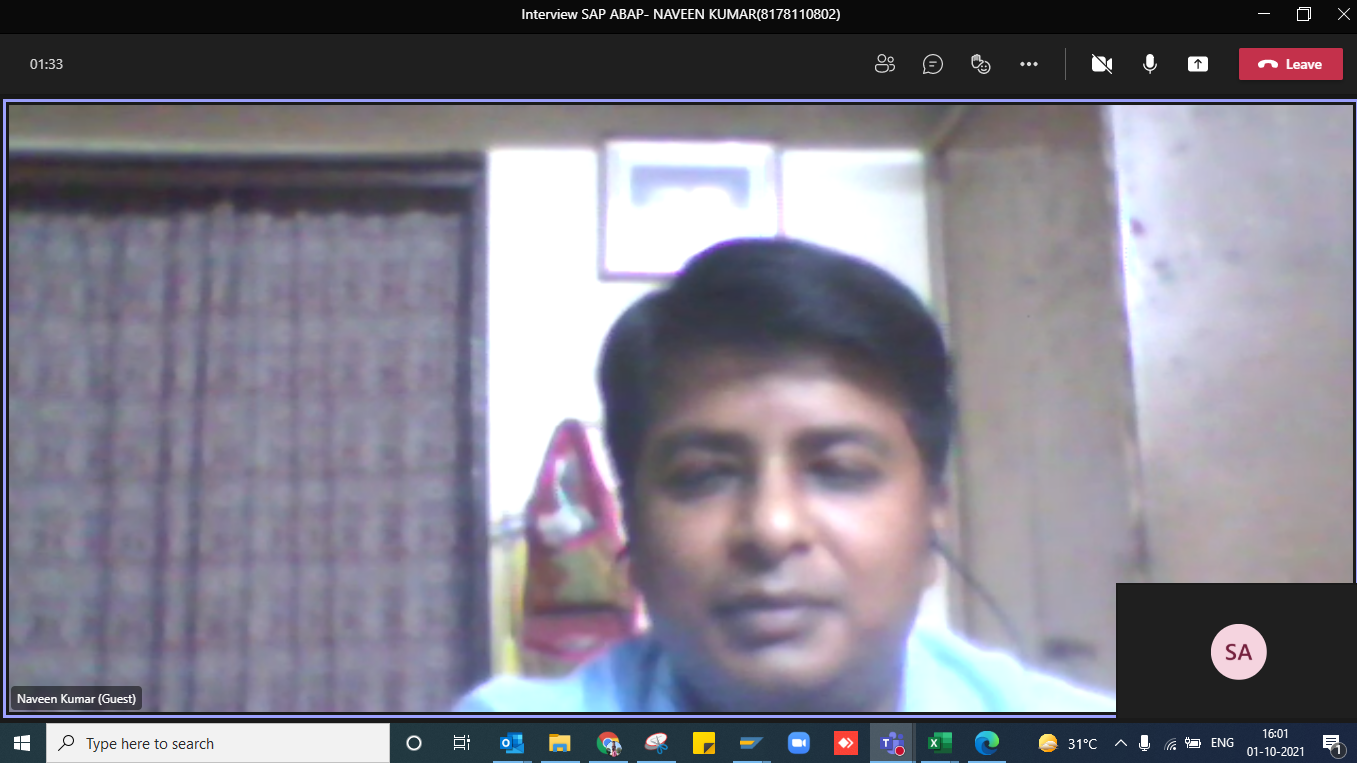 Interview SAP ABAP- NAVEEN KUMAR(8178110802)
01:33
Leave
Naveen Kumar (Guest)
SA
Type here to search
31°C
ENG
16:01
01-10-2021
1